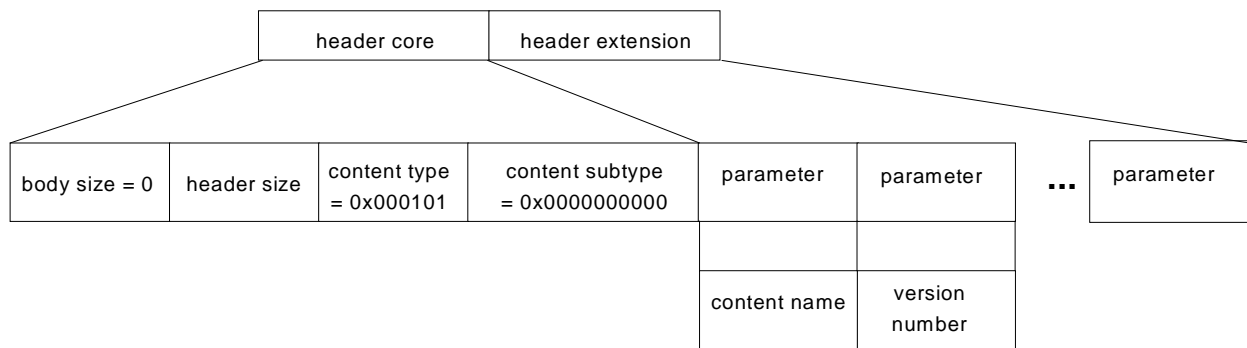 header core
header extension
body size = 0
header size
content type
= 0x000101
content subtype
= 0x0000000000
parameter
parameter
...
parameter
content name
version
number